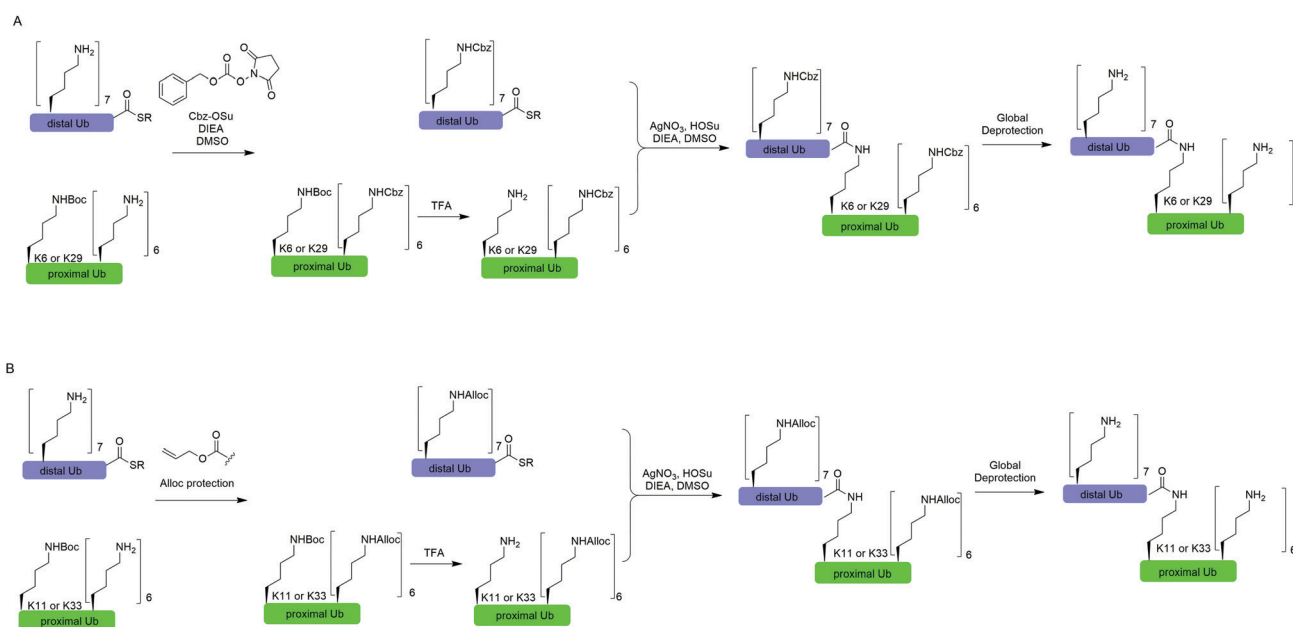 A
NH2
7
distal Ub
O
SR
O
O
O
O
N
O
Cbz-OSu
DIEA
DMSO
NHCbz
7
distal Ub
O
SR
NHBoc
NH2
K6 or K29
6
proximal Ub
NHBoc
NHCbz
K6 or K29
6
proximal Ub
TFA
NH2
NHCbz
K6 or K29
6
proximal Ub
AgNO3, HOSu
DIEA, DMSO
NHCbz
7
distal Ub
O
NH
NHCbz
K6 or K29
6
proximal Ub
Global
Deprotection
NH2
7
distal Ub
O
NH
NH2
K6 or K29
6
proximal Ub
B
NH2
7
distal Ub
O
SR
O
O
Alloc protection
NHAlloc
7
distal Ub
O
SR
NHBoc
NH2
K11 or K33
6
proximal Ub
NHBoc
NHAlloc
K11 or K33
6
proximal Ub
TFA
NH2
NHAlloc
K11 or K33
6
proximal Ub
AgNO3, HOSu
DIEA, DMSO
NHAlloc
7
distal Ub
O
NH
NHAlloc
K11 or K33
6
proximal Ub
Global
Deprotection
NH2
7
distal Ub
O
NH
NH2
K11 or K33
6
proximal Ub